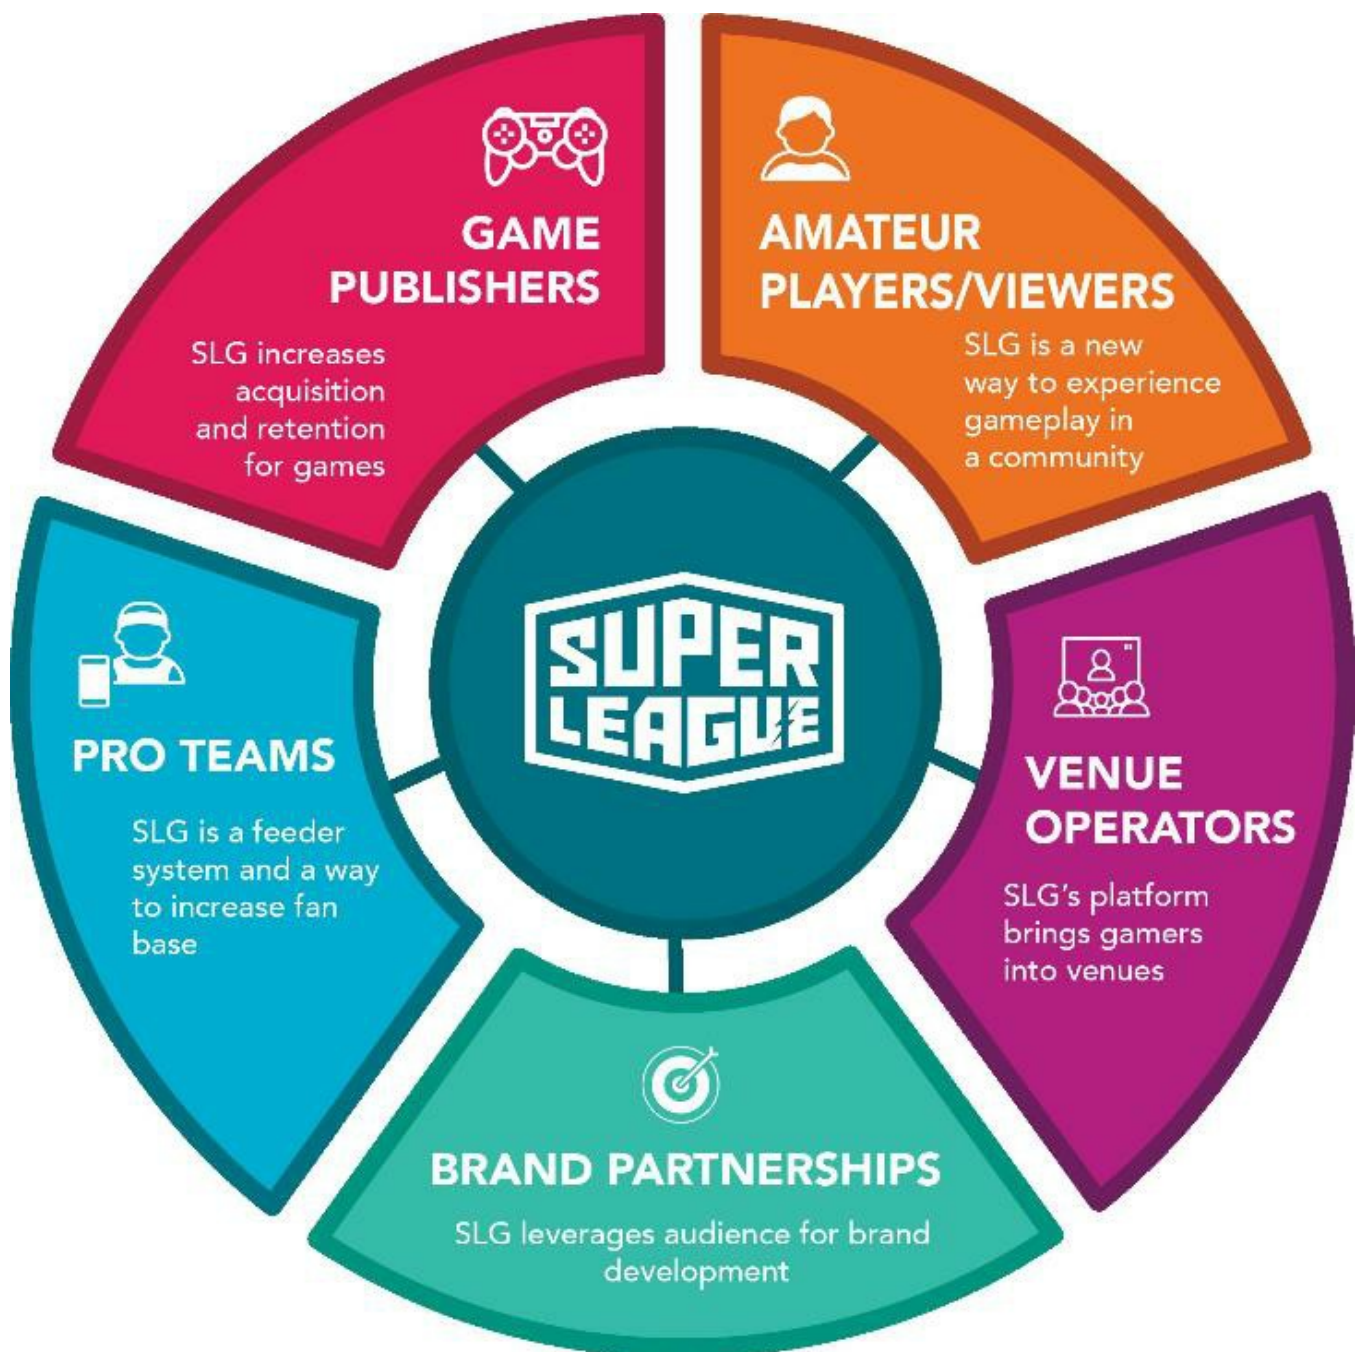 GAME
PUBLISHERS
SLG increases
acquisition
and retention
for games
AMATEUR
PLAYERS/VIEWERS
SLG is a new
way to experience
gameplay in
a community
SUPER
LEAGUE
PRO TEAMS
SLG is a feeder
system and a way
to increase fan
base
VENUE
OPERATORS
SLG's platform
brings gamers
into venues
BRAND PARTNERSHIPS
SLG leverages audience for brand
development